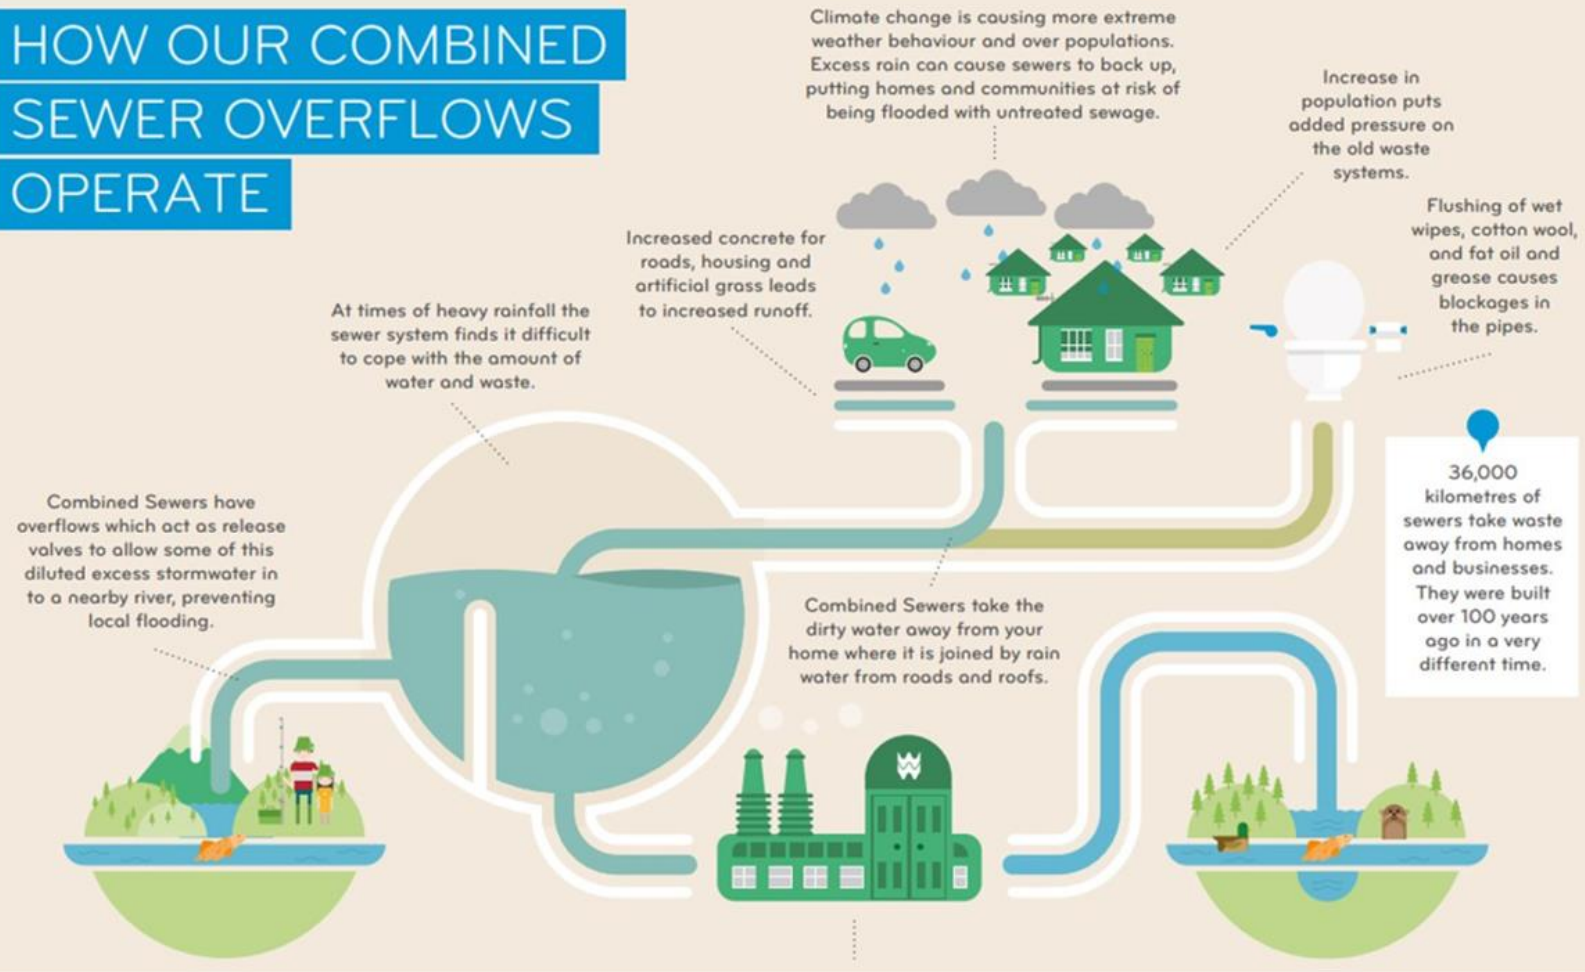 HOW OUR COMBINED
SEWER OVERFLOWS
OPERATE
Climate change is causing more extreme
weather behaviour and over populations.
Excess rain can cause sewers to back up,
putting homes and communities at risk of
being flooded with untreated sewage.
Increase in
population puts
added pressure on
the old waste
systems.
Flushing of wet
wipes, cotton wool,
and fat oil and
grease causes
blockages in
the pipes.
Increased concrete for
roads, housing and
artificial grass leads
to increased runoff.
At times of heavy rainfall the
sewer system finds it difficult
to cope with the amount of
water and waste.
Combined Sewers have
overflows which act as release
valves to allow some of this
diluted excess stormwater in
to a nearby river, preventing
local flooding.
Combined Sewers take the
dirty water away from your
home where it is joined by rain
water from roads and roofs.
36,000
kilometres of
sewers take waste
away from homes
and businesses.
They were built
over 100 years
ago in a very
different time.